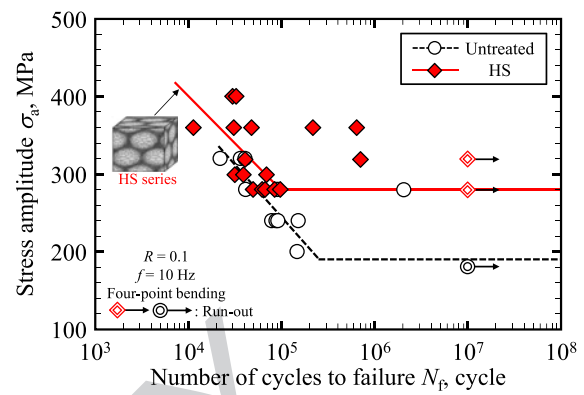 Untreated
HS
500
400
300
200
100
Stress amplitude σa, MPa
HS series
R = 0.1
f = 10 Hz
Four-point bending
: Run-out
10³ 10⁴ 10⁵ 10⁶ 10⁷ 10⁸
Number of cycles to failure Nf, cycle